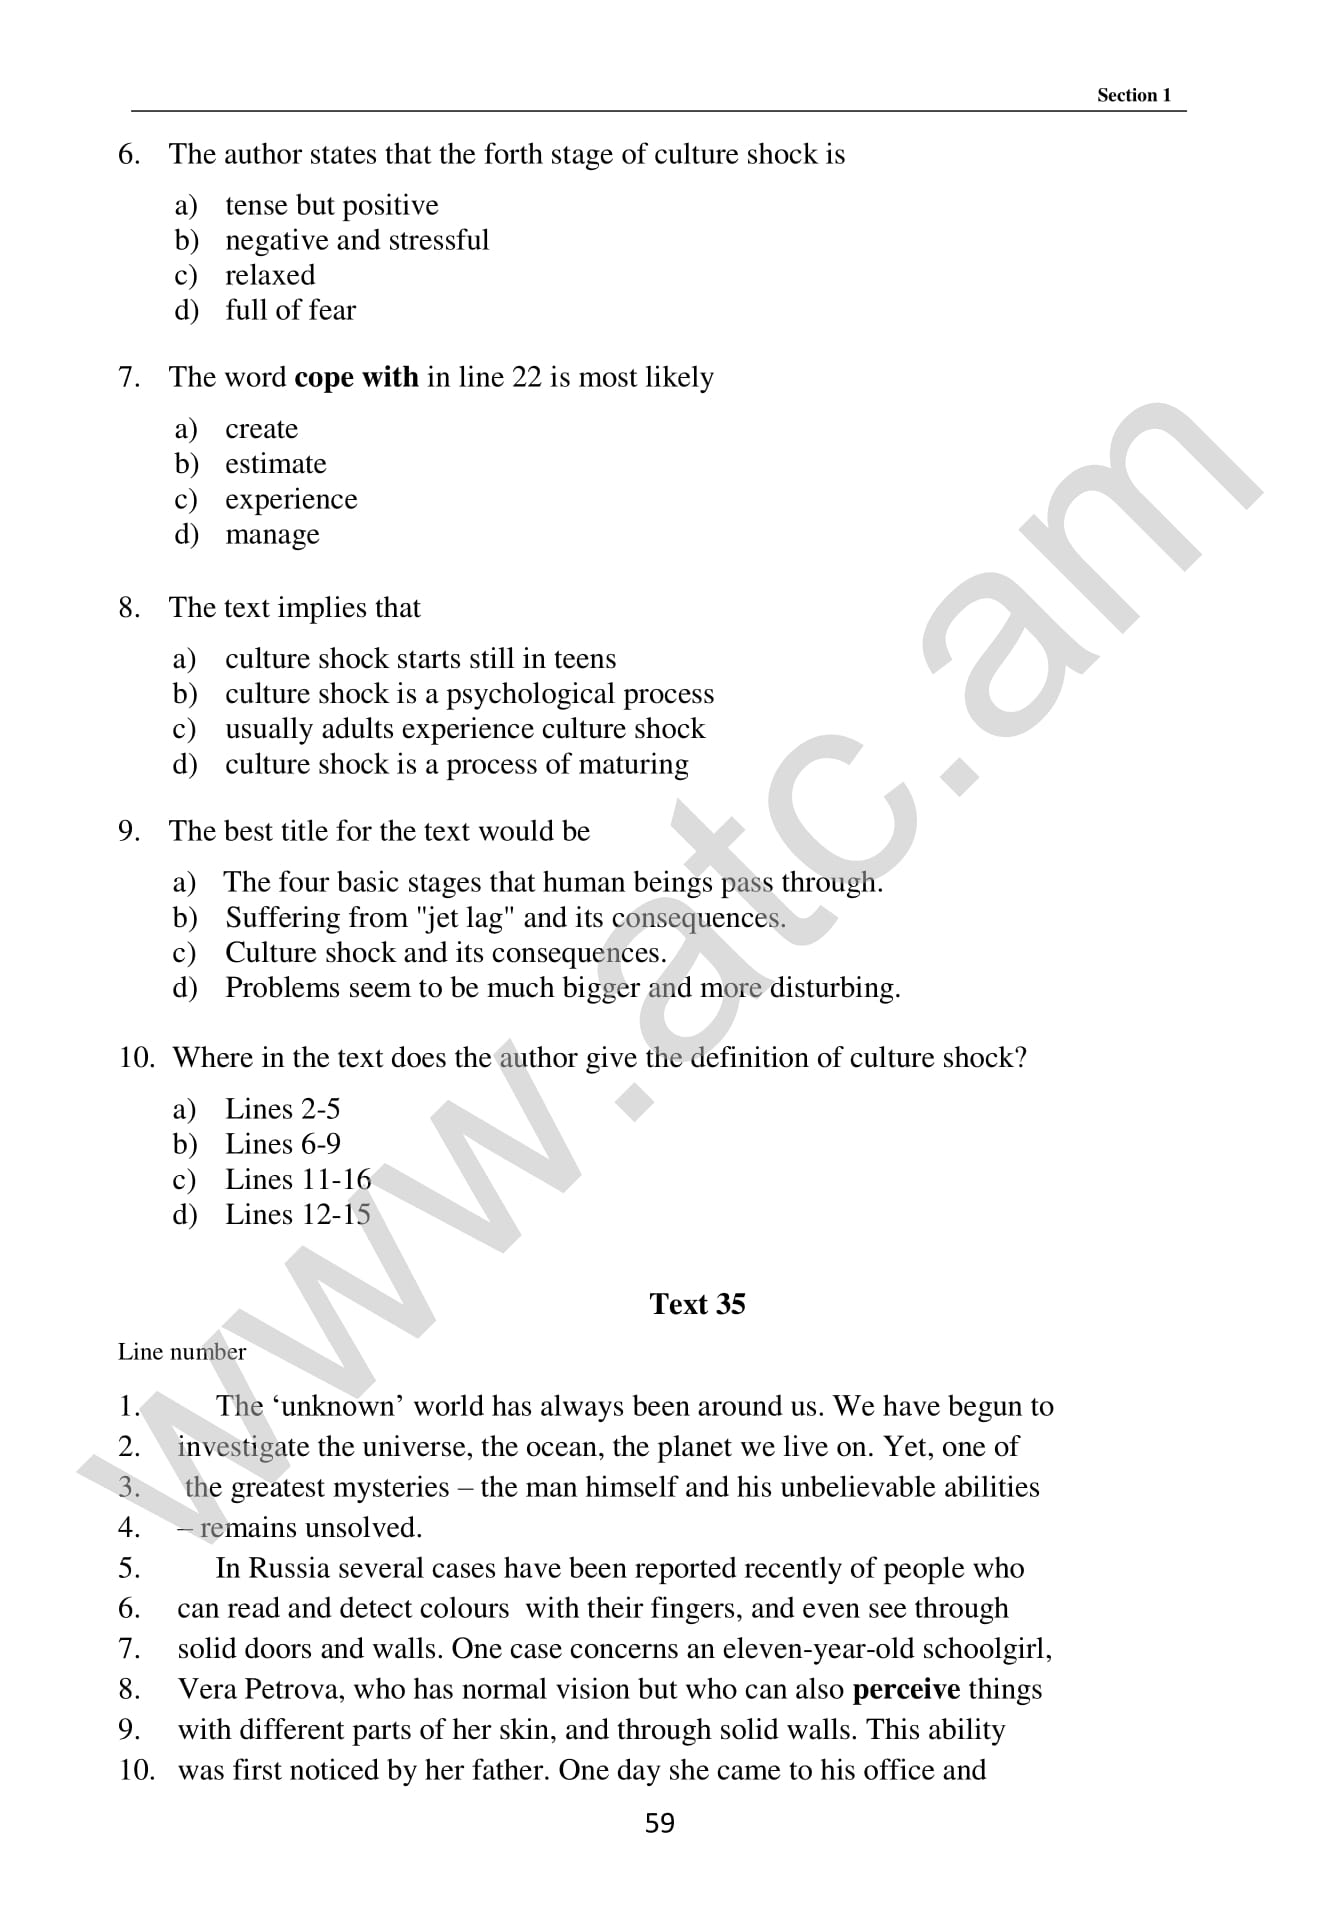 Section 1
6. The author states that the forth stage of culture shock is
a) tense but positive
b) negative and stressful
c) relaxed
d) full of fear
7. The word cope with in line 22 is most likely
a) create
b) estimate
c) experience
d) manage
8. The text implies that
a) culture shock starts still in teens
b) culture shock is a psychological process
c) usually adults experience culture shock
d) culture shock is a process of maturing
9. The best title for the text would be
a) The four basic stages that human beings pass through.
b) Suffering from "jet lag" and its consequences.
c) Culture shock and its consequences.
d) Problems seem to be much bigger and more disturbing.
10. Where in the text does the author give the definition of culture shock?
a) Lines 2-5
b) Lines 6-9
c) Lines 11-16
d) Lines 12-15
Text 35
Line number
1. The ‘unknown’ world has always been around us. We have begun to
2. investigate the universe, the ocean, the planet we live on. Yet, one of
3. the greatest mysteries – the man himself and his unbelievable abilities
4. – remains unsolved.
5. In Russia several cases have been reported recently of people who
6. can read and detect colours with their fingers, and even see through
7. solid doors and walls. One case concerns an eleven-year-old schoolgirl,
8. Vera Petrova, who has normal vision but who can also perceive things
9. with different parts of her skin, and through solid walls. This ability
10. was first noticed by her father. One day she came to his office and
59
www.atc.am